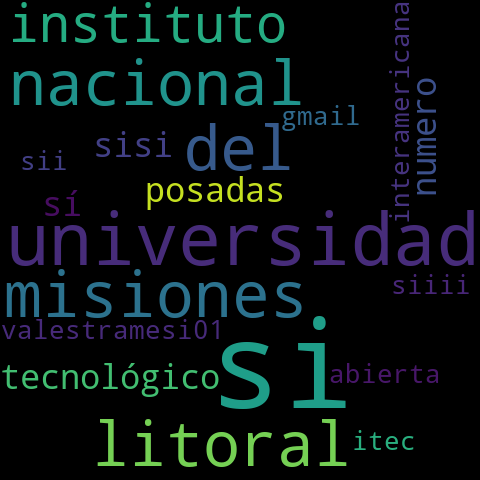 instituto
nacional
interamericana
numero
gmail
del
sisi
sii
posadas
sí
universidad
misiones
siiii
valestramesi01
si
tecnológico
abierta
litoral
itec